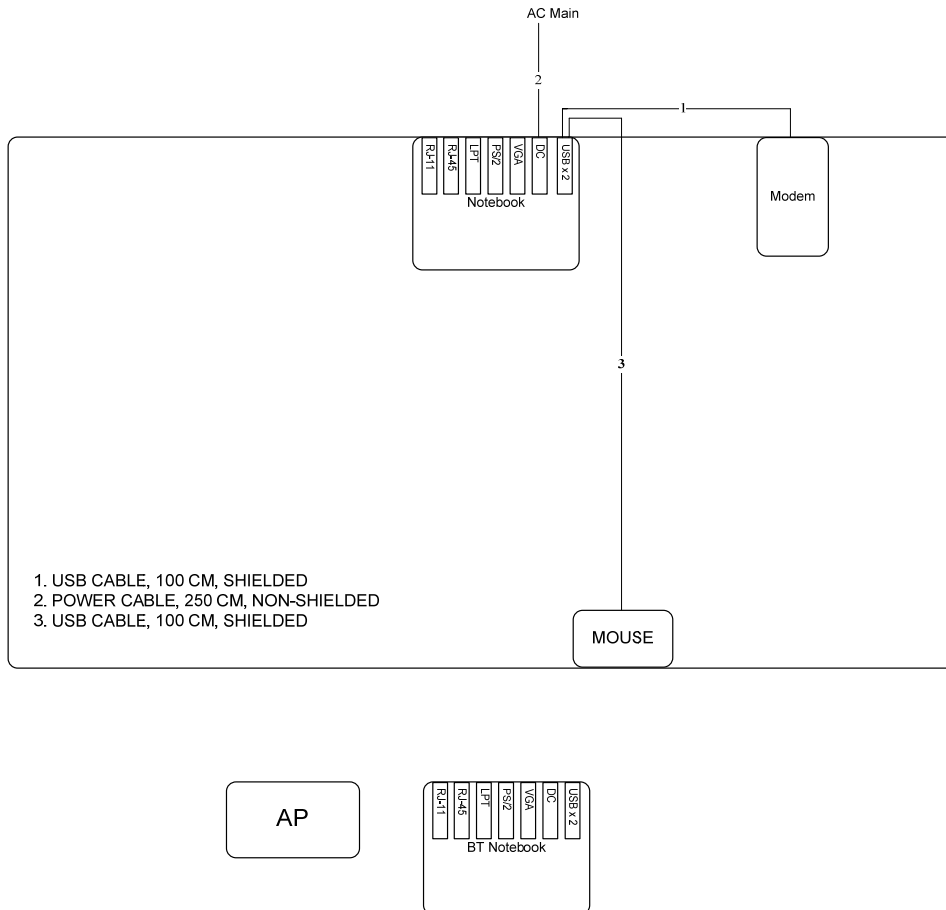 AC Main
2
1
RJ-11
RJ-45
LPT
PS/2
VGA
DC
USB x 2
Notebook
Modem
3
1. USB CABLE, 100 CM, SHIELDED
2. POWER CABLE, 250 CM, NON-SHIELDED
3. USB CABLE, 100 CM, SHIELDED
MOUSE
AP
RJ-11
RJ-45
LPT
PS/2
VGA
DC
USB x 2
BT Notebook